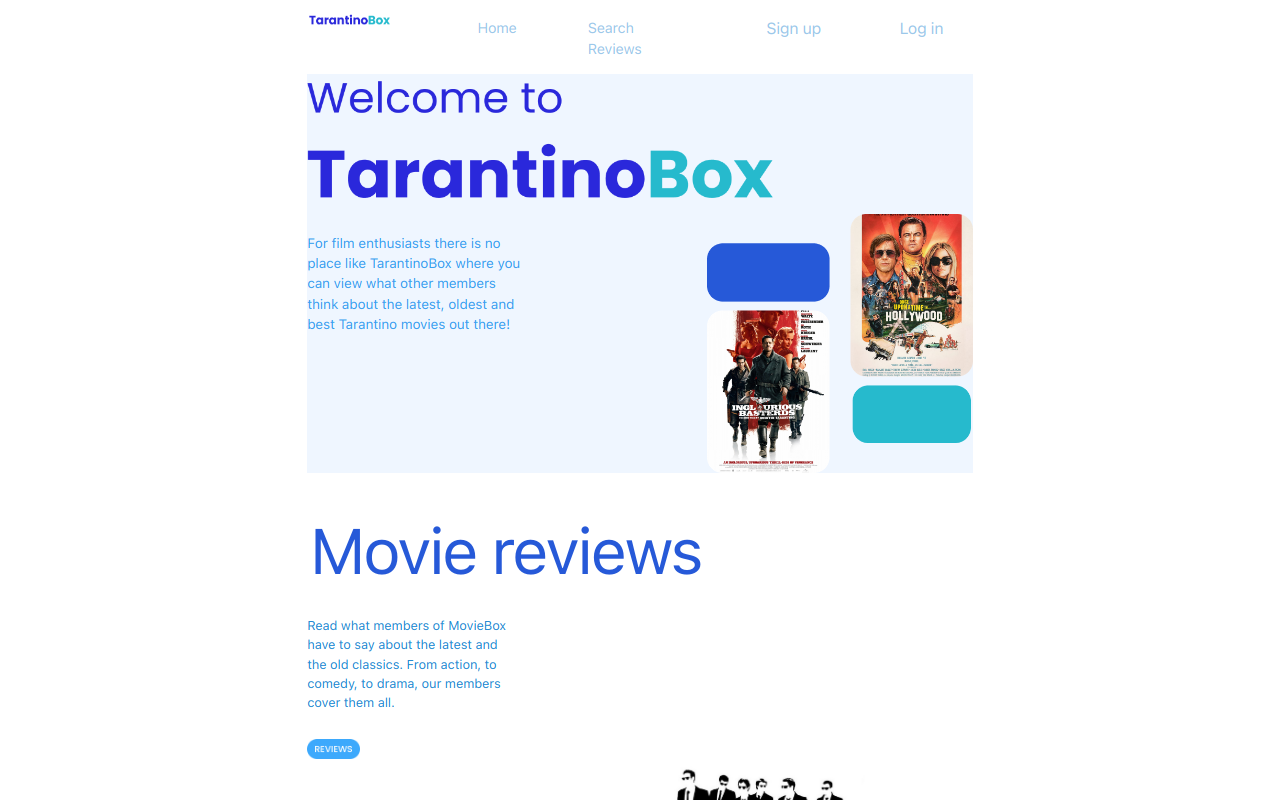 TarantinoBox
Home
Search
Reviews
Sign up
Log in
Welcome to
TarantinoBox
For film enthusiasts there is no
place like TarantinoBox where you
can view what other members
think about the latest, oldest and
best Tarantino movies out there!
ONCE
UPON A TIME IN
HOLLYWOOD
INGLOURIOUS
BASTERDS
Movie reviews
Read what members of MovieBox
have to say about the latest and
the old classics. From action, to
comedy, to drama, our members
cover them all.
REVIEWS